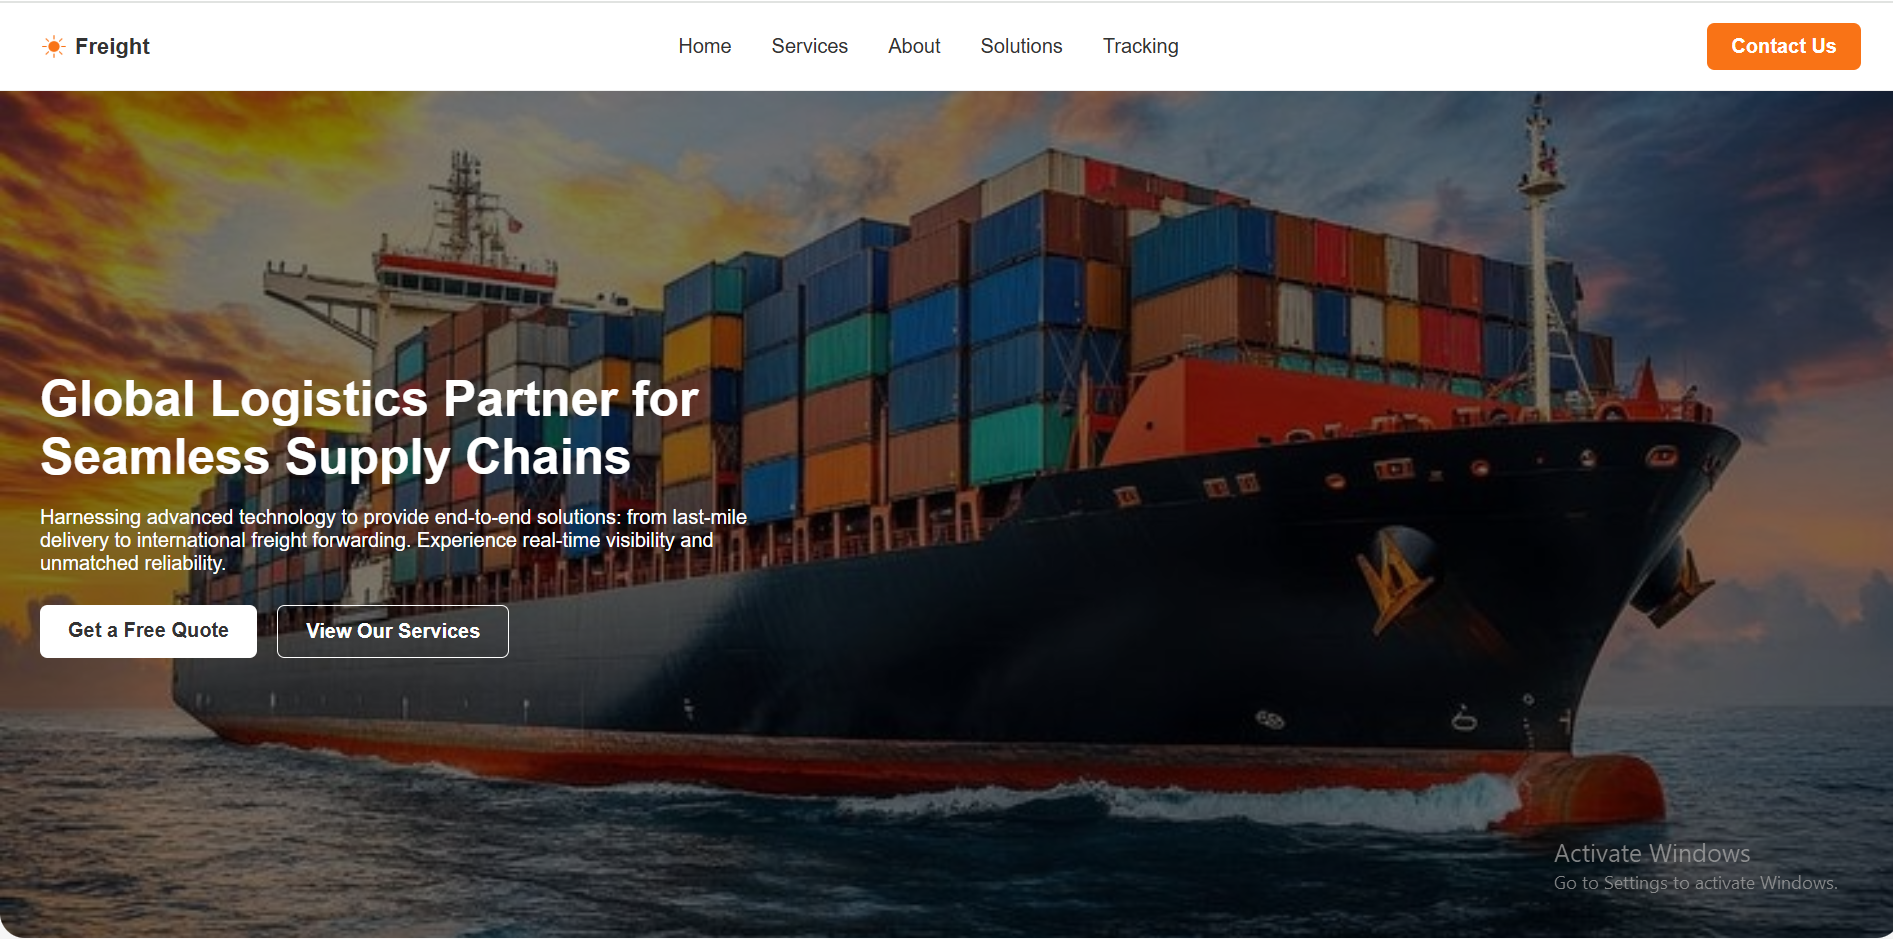 Freight
Home
Services
About
Solutions
Tracking
Contact Us
Global Logistics Partner for
Seamless Supply Chains
Harnessing advanced technology to provide end-to-end solutions: from last-mile
delivery to international freight forwarding. Experience real-time visibility and
unmatched reliability.
Get a Free Quote
View Our Services
Activate Windows
Go to Settings to activate Windows.